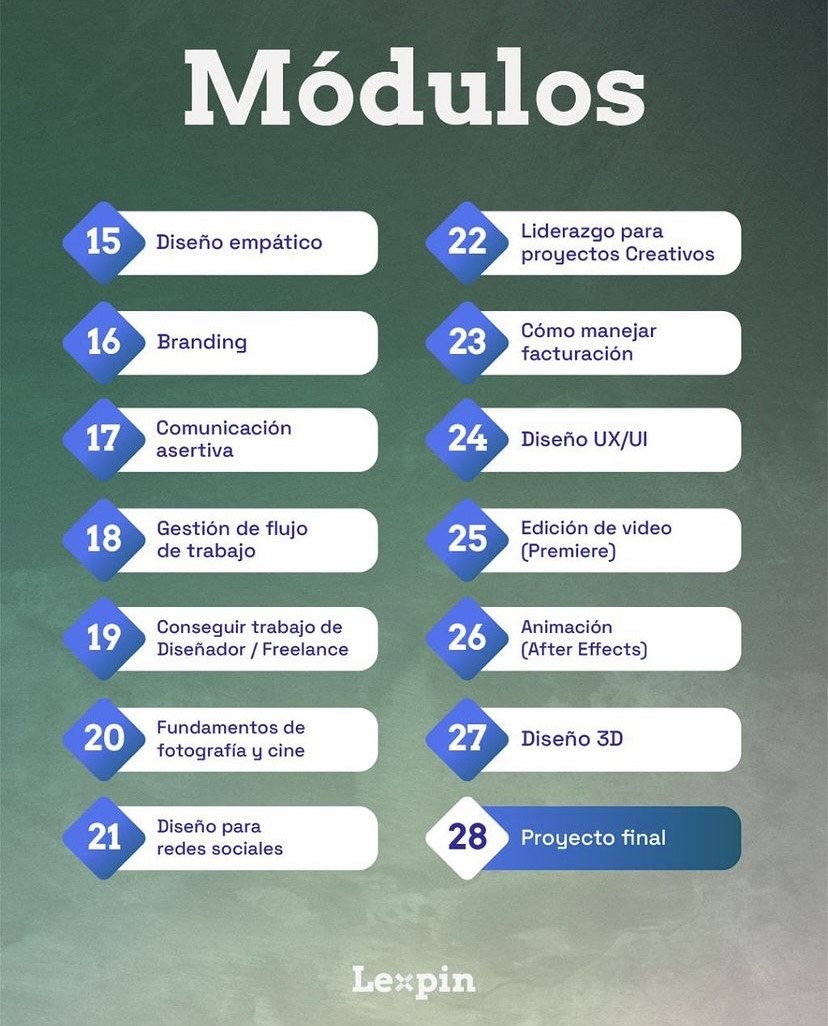 Módulos
15
Diseño empático
16
Branding
17
Comunicación
asertiva
18
Gestión de flujo
de trabajo
19
Conseguir trabajo de
Diseñador / Freelance
20
Fundamentos de
fotografía y cine
21
Diseño para
redes sociales
22
Liderazgo para
proyectos Creativos
23
Cómo manejar
facturación
24
Diseño UX/UI
25
Edición de video
(Premiere)
26
Animación
(After Effects)
27
Diseño 3D
28
Proyecto final
Lexpin